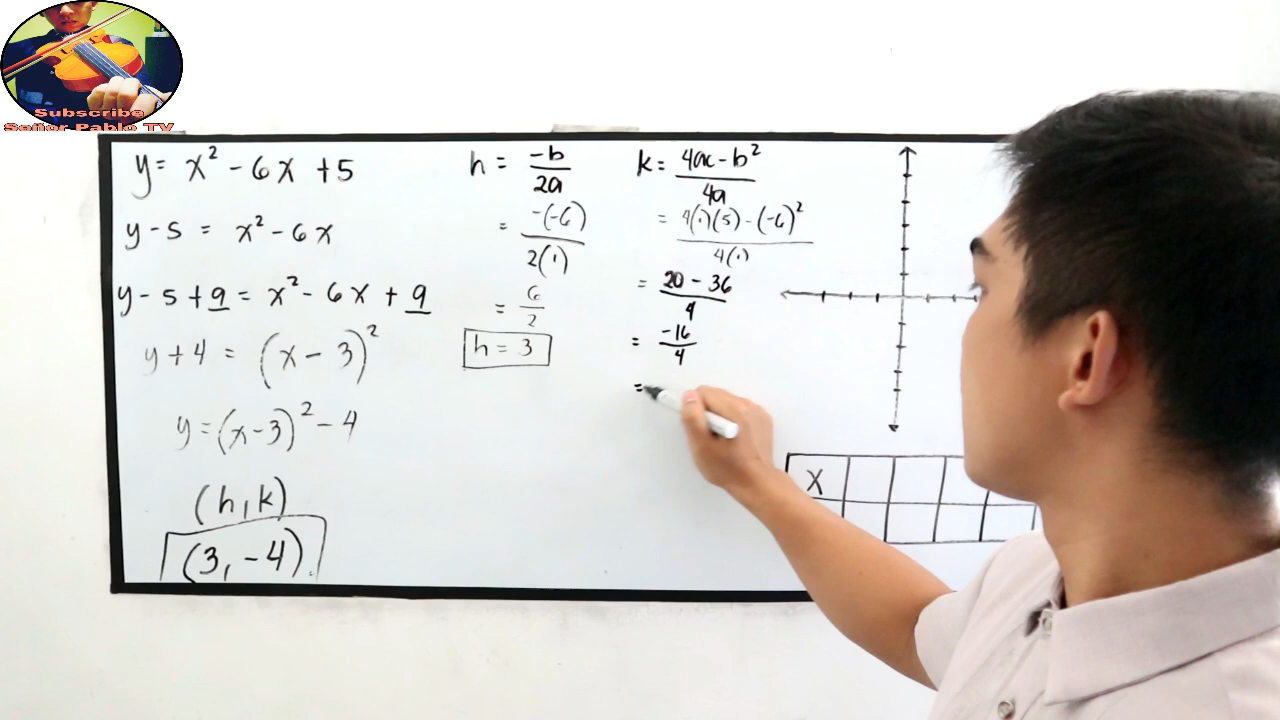 Subscribe
Señor Pablo TV
y = x² - 6x + 5
y - 5 = x² - 6x
y - 5 + 9 = x² - 6x + 9
y + 4 = (x - 3)²
y = (x - 3)² - 4
(h, k)
(3, -4).
h = -b/2a
= -(-6)/2(1)
= 6/2
h = 3
k = 4ac - b²/4a
= 4(1)(5) - (-6)²/4(1)
= 20 - 36/4
= -16/4
=
X